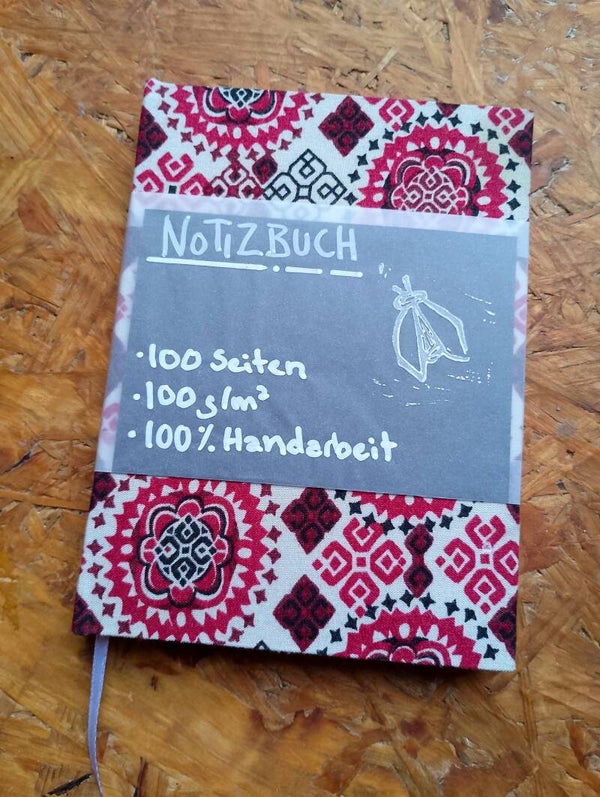 NOTIZBUCH
·100 Seiten
·100 g/m²
·100% Handarbeit